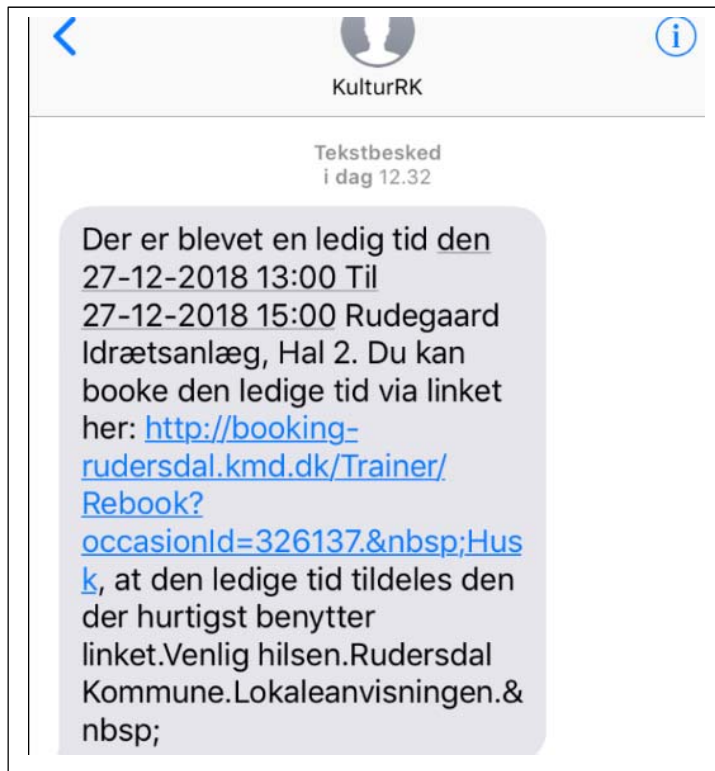 KulturRK
Tekstbesked
i dag 12.32
Der er blevet en ledig tid den
27-12-2018 13:00 Til
27-12-2018 15:00 Rudegaard
Idrætsanlæg, Hal 2. Du kan
booke den ledige tid via linket
her: http://booking-
rudersdal.kmd.dk/Trainer/
Rebook?
occasionId=326137.&nbsp;Hus
k, at den ledige tid tildeles den
der hurtigst benytter
linket.Venlig hilsen.Rudersdal
Kommune.Lokaleanvisningen.&
nbsp;